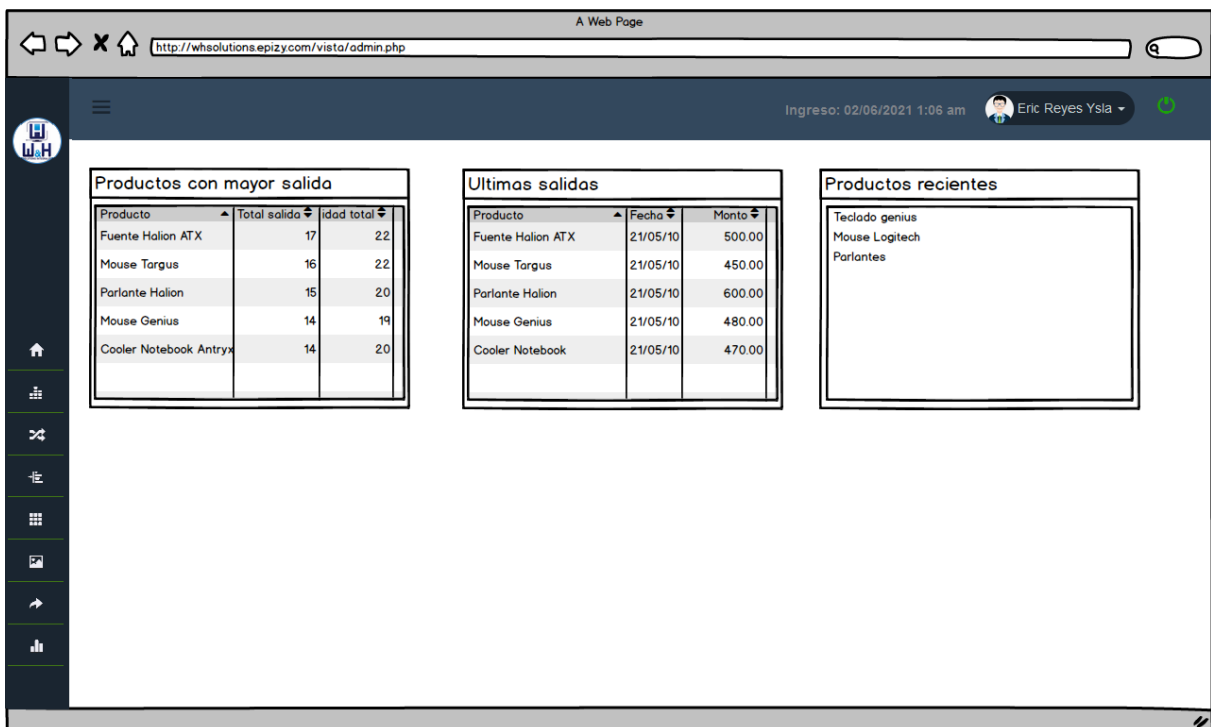 A Web Page
http://whsolutions.epizy.com/vista/admin.php
W&H
Ingreso: 02/06/2021 1:06 am
Eric Reyes Ysla
Productos con mayor salida
Producto Total salida idad total
Fuente Halion ATX 17 22
Mouse Targus 16 22
Parlante Halion 15 20
Mouse Genius 14 19
Cooler Notebook Antryx 14 20
Ultimas salidas
Producto Fecha Monto
Fuente Halion ATX 21/05/10 500.00
Mouse Targus 21/05/10 450.00
Parlante Halion 21/05/10 600.00
Mouse Genius 21/05/10 480.00
Cooler Notebook 21/05/10 470.00
Productos recientes
Teclado genius
Mouse Logitech
Parlantes